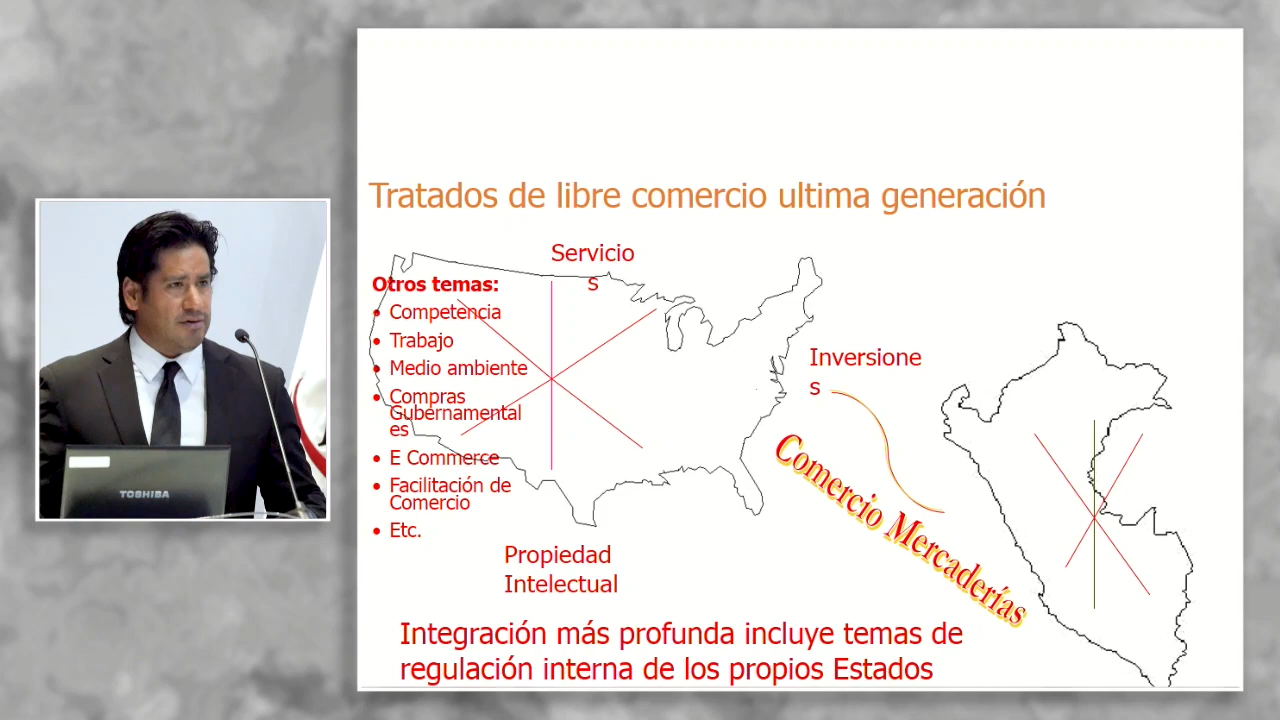 Tratados de libre comercio ultima generación
Servicio
s
Otros temas:
• Competencia
• Trabajo
• Medio ambiente
• Compras
Gubernamental
es
• E Commerce
• Facilitación de
Comercio
• Etc.
Inversione
s
Comercio Mercaderías
Propiedad
Intelectual
Integración más profunda incluye temas de
regulación interna de los propios Estados
TOSHIBA